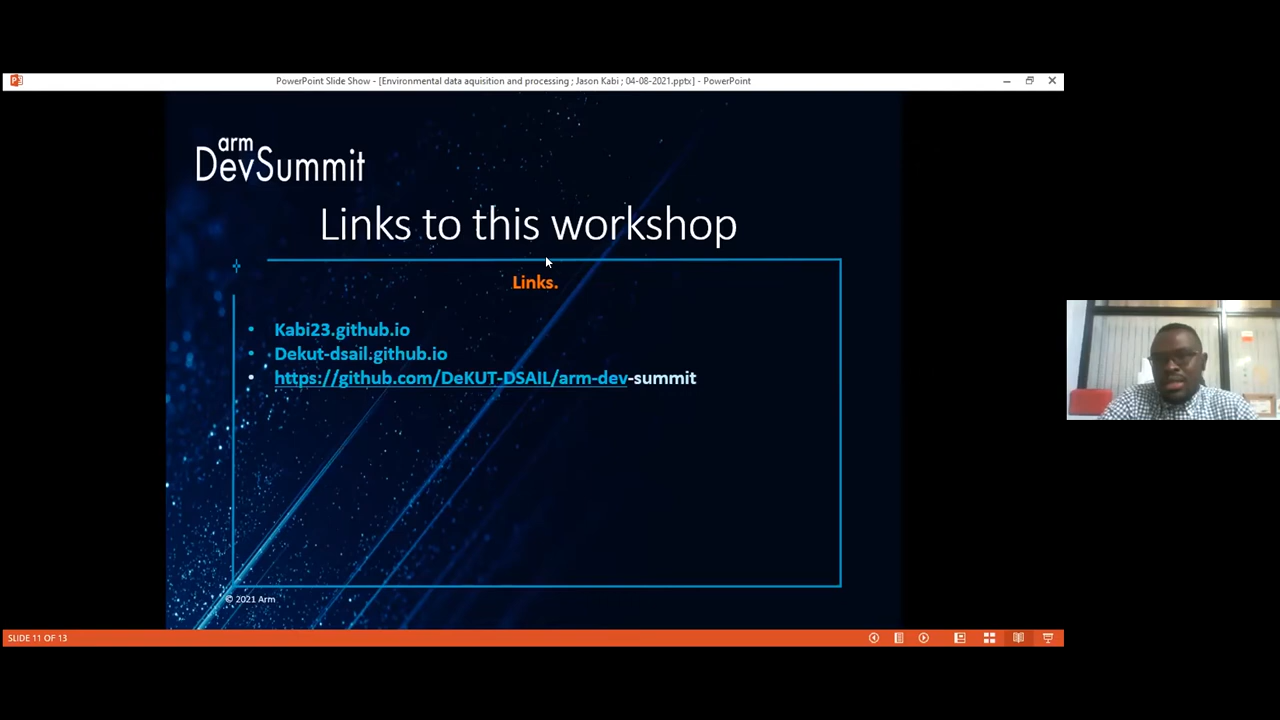 PowerPoint Slide Show - [Environmental data aquisition and processing ; Jason Kabi ; 04-08-2021.pptx] - PowerPoint
arm
DevSummit
Links to this workshop
Links.
• Kabi23.github.io
• Dekut-dsail.github.io
• https://github.com/DeKUT-DSAIL/arm-dev-summit
© 2021 Arm
SLIDE 11 OF 13